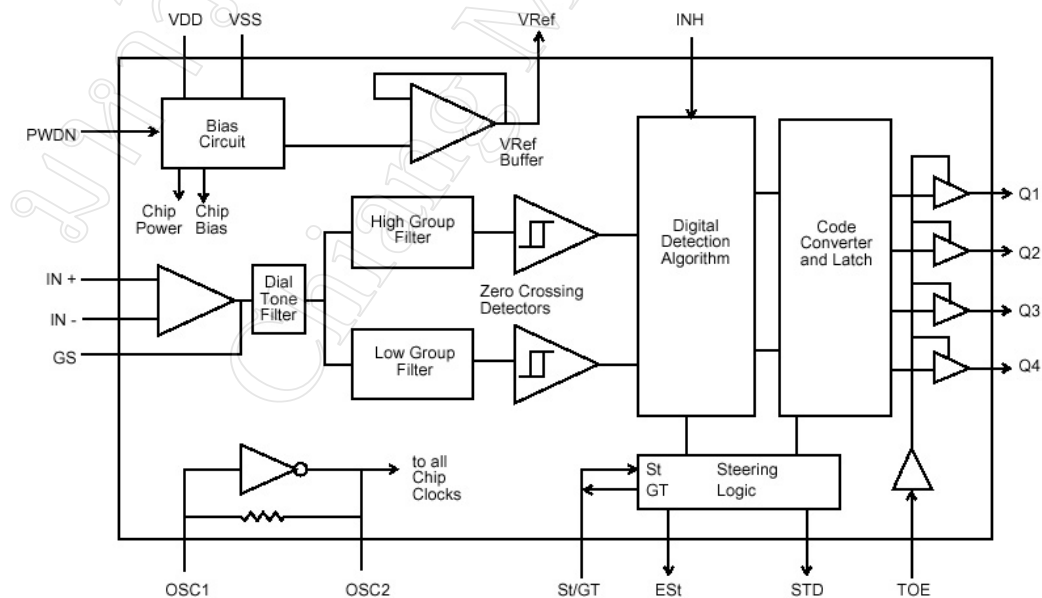 VDD
VSS
VRef
INH
PWDN
Bias
Circuit
VRef
Buffer
Chip
Power
Chip
Bias
High Group
Filter
Digital
Detection
Algorithm
Code
Converter
and Latch
Q1
Q2
Q3
Q4
IN +
IN -
GS
Dial
Tone
Filter
Zero Crossing
Detectors
Low Group
Filter
to all
Chip
Clocks
St
GT
Steering
Logic
OSC1
OSC2
St/GT
ESt
STD
TOE
Chiang